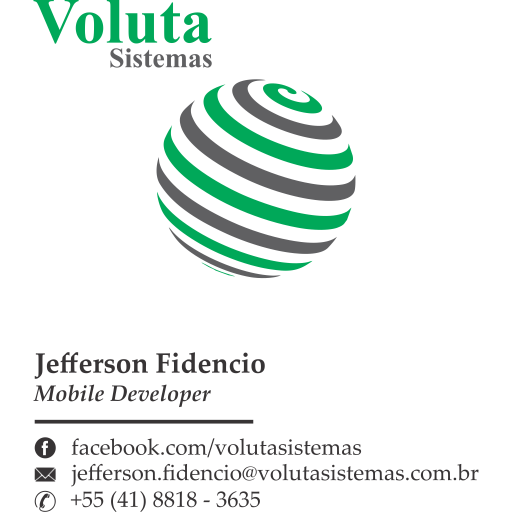 Voluta
Sistemas
Jefferson Fidencio
Mobile Developer
facebook.com/volutasistemas
jefferson.fidencio@volutasistemas.com.br
+55 (41) 8818 - 3635